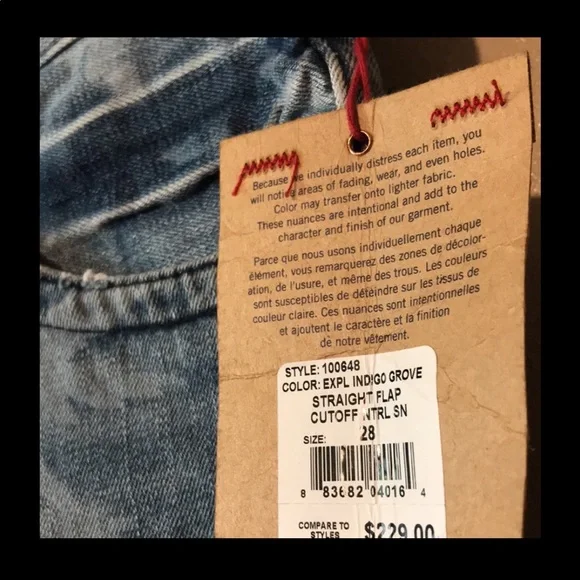 Because we individually distress each item, you
will notice areas of fading, wear, and even holes.
Color may transfer onto lighter fabric.
These nuances are intentional and add to the
character and finish of our garment.
Parce que nous usons individuellement chaque
élément, vous remarquerez des zones de décolor-
ation, de l'usure, et même des trous. Les couleurs
sont susceptibles de déteindre sur les tissus de
couleur claire. Ces nuances sont intentionnelles
et ajoutent le caractère et la finition
de notre vêtement.
STYLE: 100648
COLOR: EXPL INDIGO GROVE
STRAIGHT FLAP
CUTOFF NTRL SN
SIZE: 28
8 83682 04016 4
COMPARE TO $229.00
STYLES